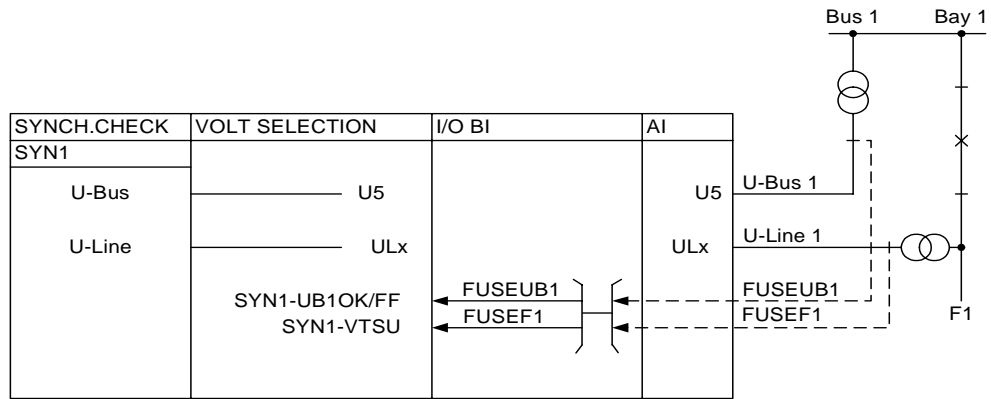 Bus 1 Bay 1
SYNCH.CHECK VOLT SELECTION I/O BI AI
SYN1
U-Bus U5 U5 U-Bus 1
U-Line ULx ULx U-Line 1
SYN1-UB1OK/FF FUSEUB1 FUSEUB1
SYN1-VTSU FUSEF1 FUSEF1
F1